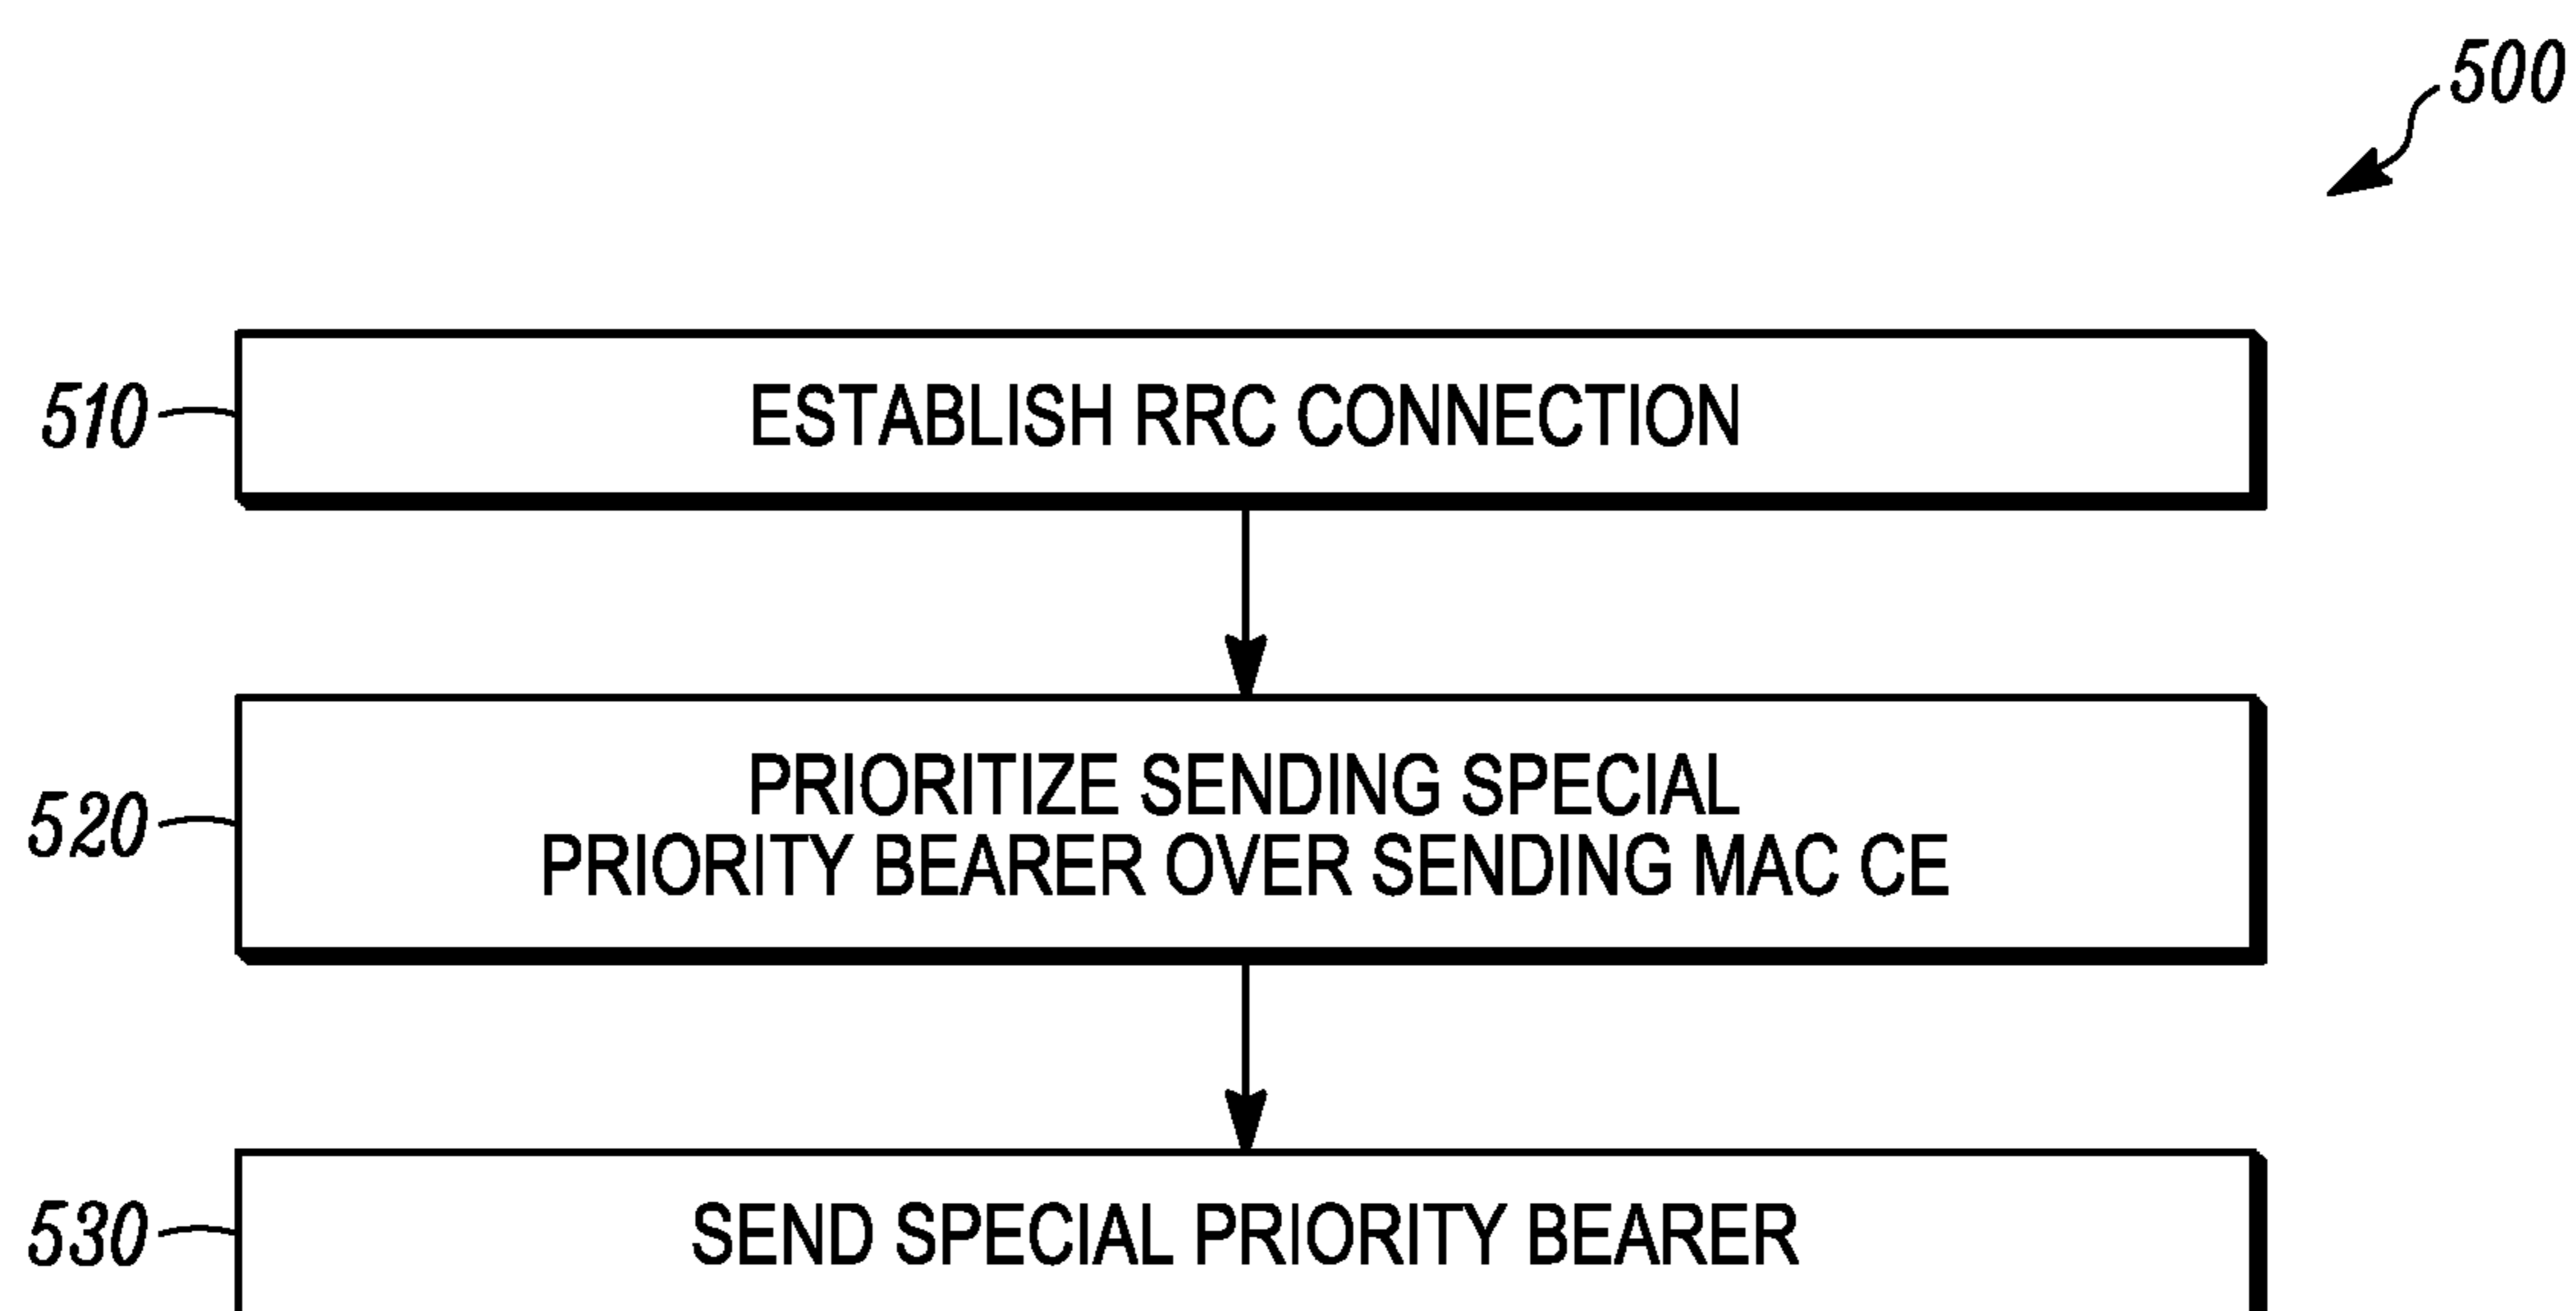 500
510
ESTABLISH RRC CONNECTION
520
PRIORITIZE SENDING SPECIAL
PRIORITY BEARER OVER SENDING MAC CE
530
SEND SPECIAL PRIORITY BEARER